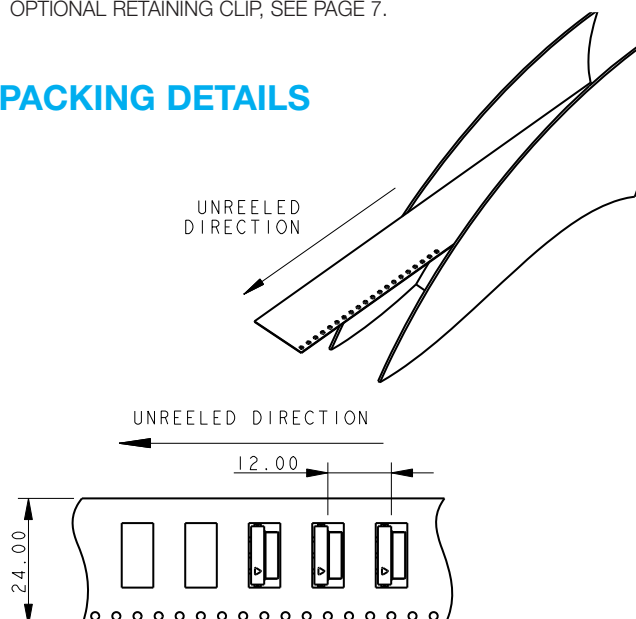 OPTIONAL RETAINING CLIP, SEE PAGE 7.
PACKING DETAILS
UNREELED
DIRECTION
UNREELED DIRECTION
12.00
24.00